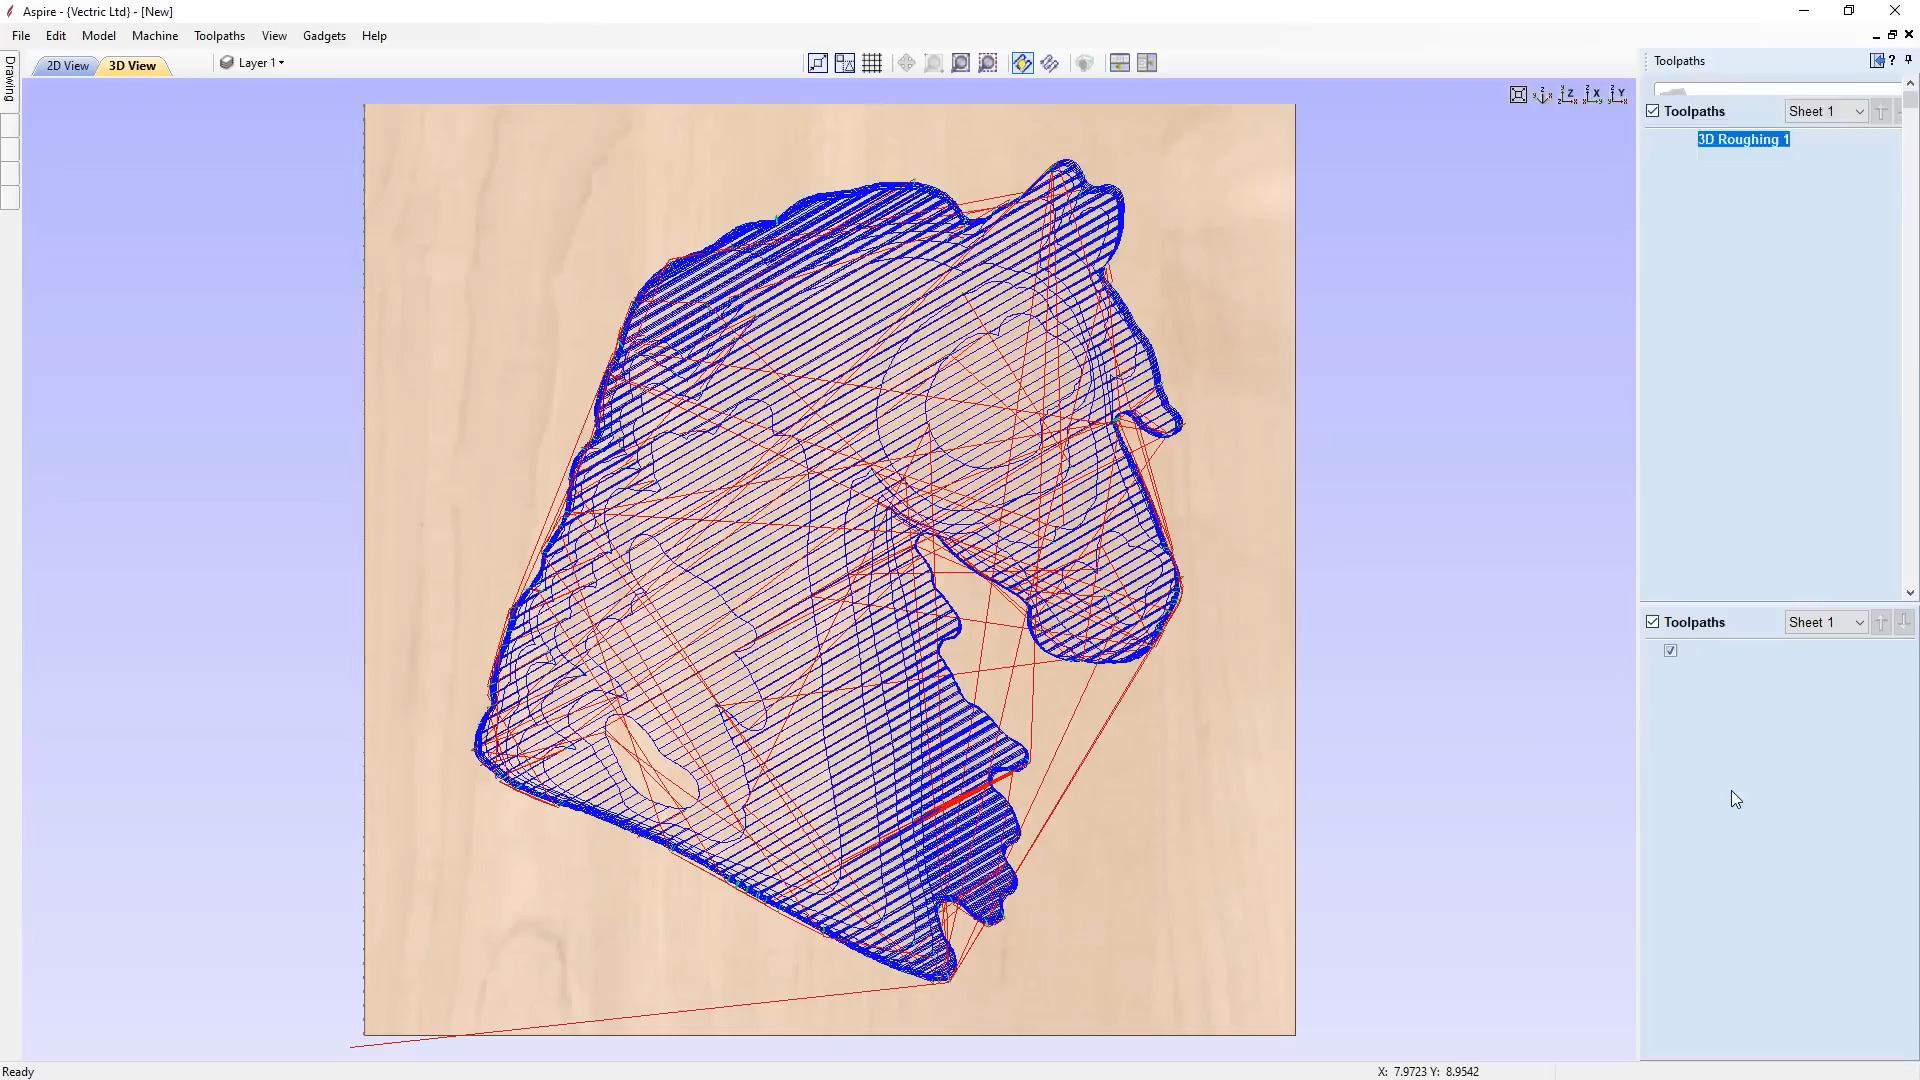 Aspire - {Vectric Ltd} - [New]
File Edit Model Machine Toolpaths View Gadgets Help
Drawing
2D View 3D View Layer 1
Toolpaths ?
Toolpaths Sheet 1
3D Roughing 1
Toolpaths Sheet 1
Ready X: 7.9723 Y: 8.9542